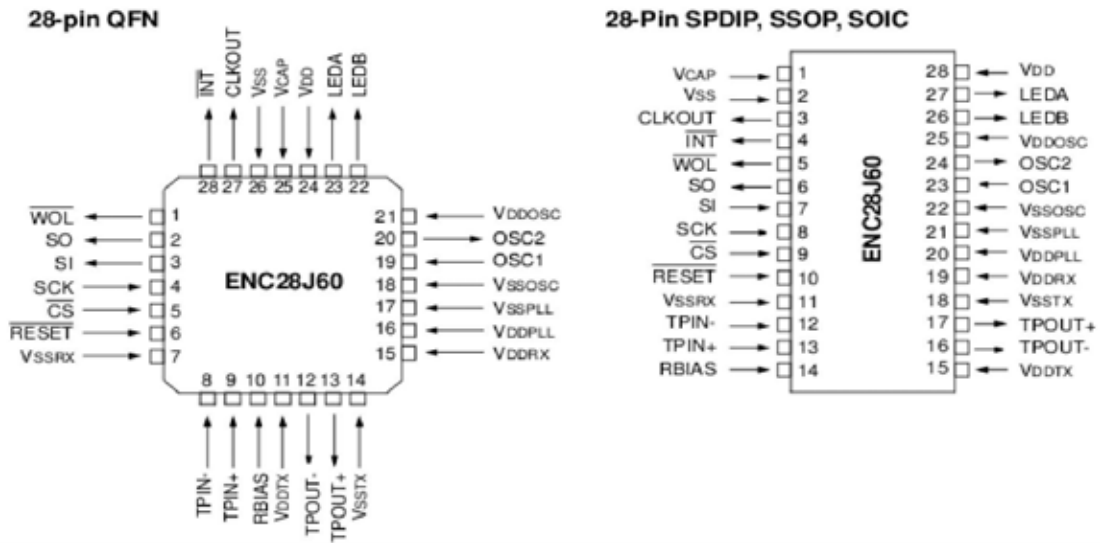 28-pin QFN
INT
CLKOUT
VSS
VCAP
VDD
LEDA
LEDB
28 27 26 25 24 23 22
WOL 1
SO 2
SI 3
SCK 4
CS 5
RESET 6
VSSRX 7
ENC28J60
21 VDDOSC
20 OSC2
19 OSC1
18 VSSOSC
17 VSSPLL
16 VDDPLL
15 VDDRX
8 9 10 11 12 13 14
TPIN-
TPIN+
RBIAS
VDDTX
TPOUT-
TPOUT+
VSSTX
28-Pin SPDIP, SSOP, SOIC
VCAP 1
VSS 2
CLKOUT 3
INT 4
WOL 5
SO 6
SI 7
SCK 8
CS 9
RESET 10
VSSRX 11
TPIN- 12
TPIN+ 13
RBIAS 14
ENC28J60
28 VDD
27 LEDA
26 LEDB
25 VDDOSC
24 OSC2
23 OSC1
22 VSSOSC
21 VSSPLL
20 VDDPLL
19 VDDRX
18 VSSTX
17 TPOUT+
16 TPOUT-
15 VDDTX